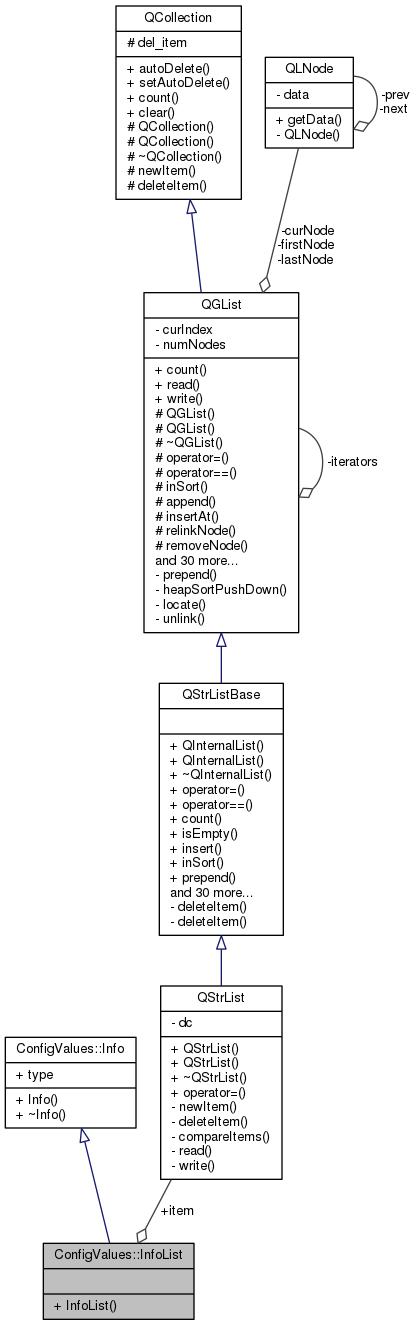 QCollection
# del_item
+ autoDelete()
+ setAutoDelete()
+ count()
+ clear()
# QCollection()
# QCollection()
# ~QCollection()
# newItem()
# deleteItem()
QLNode
- data
+ getData()
- QLNode()
-prev
-next
-curNode
-firstNode
-lastNode
QGList
- curIndex
- numNodes
+ count()
+ read()
+ write()
# QGList()
# QGList()
# ~QGList()
# operator=()
# operator==()
# inSort()
# append()
# insertAt()
# relinkNode()
# removeNode()
and 30 more...
- prepend()
- heapSortPushDown()
- locate()
- unlink()
-iterators
QStrListBase
+ QInternalList()
+ QInternalList()
+ ~QInternalList()
+ operator=()
+ operator==()
+ count()
+ isEmpty()
+ insert()
+ inSort()
+ prepend()
and 30 more...
- deleteItem()
- deleteItem()
QStrList
- dc
+ QStrList()
+ QStrList()
+ ~QStrList()
+ operator=()
- newItem()
- deleteItem()
- compareItems()
- read()
- write()
ConfigValues::Info
+ type
+ Info()
+ ~Info()
+item
ConfigValues::InfoList
+ InfoList()